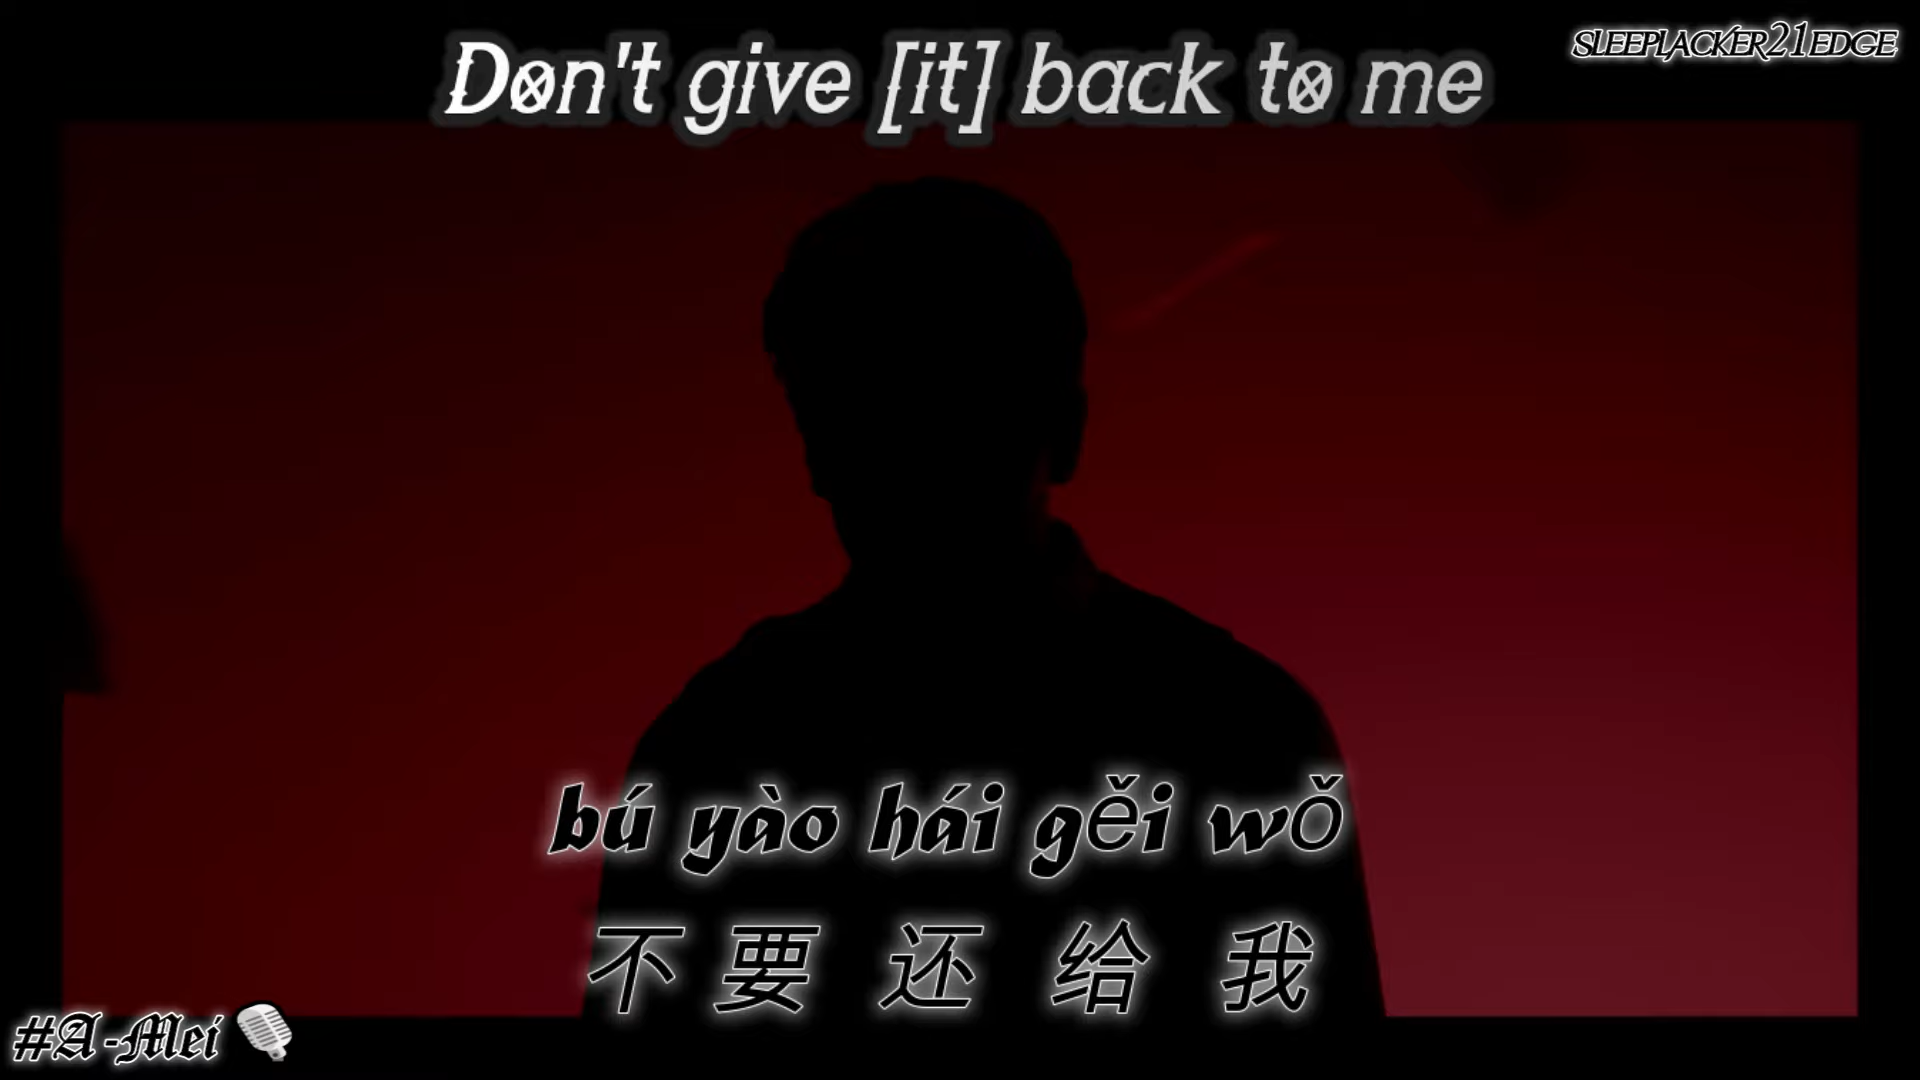 Don't give [it] back to me
SLEEPLACKER21EDGE
bú yào hái gěi wǒ
不 要 还 给 我
#A-Mei